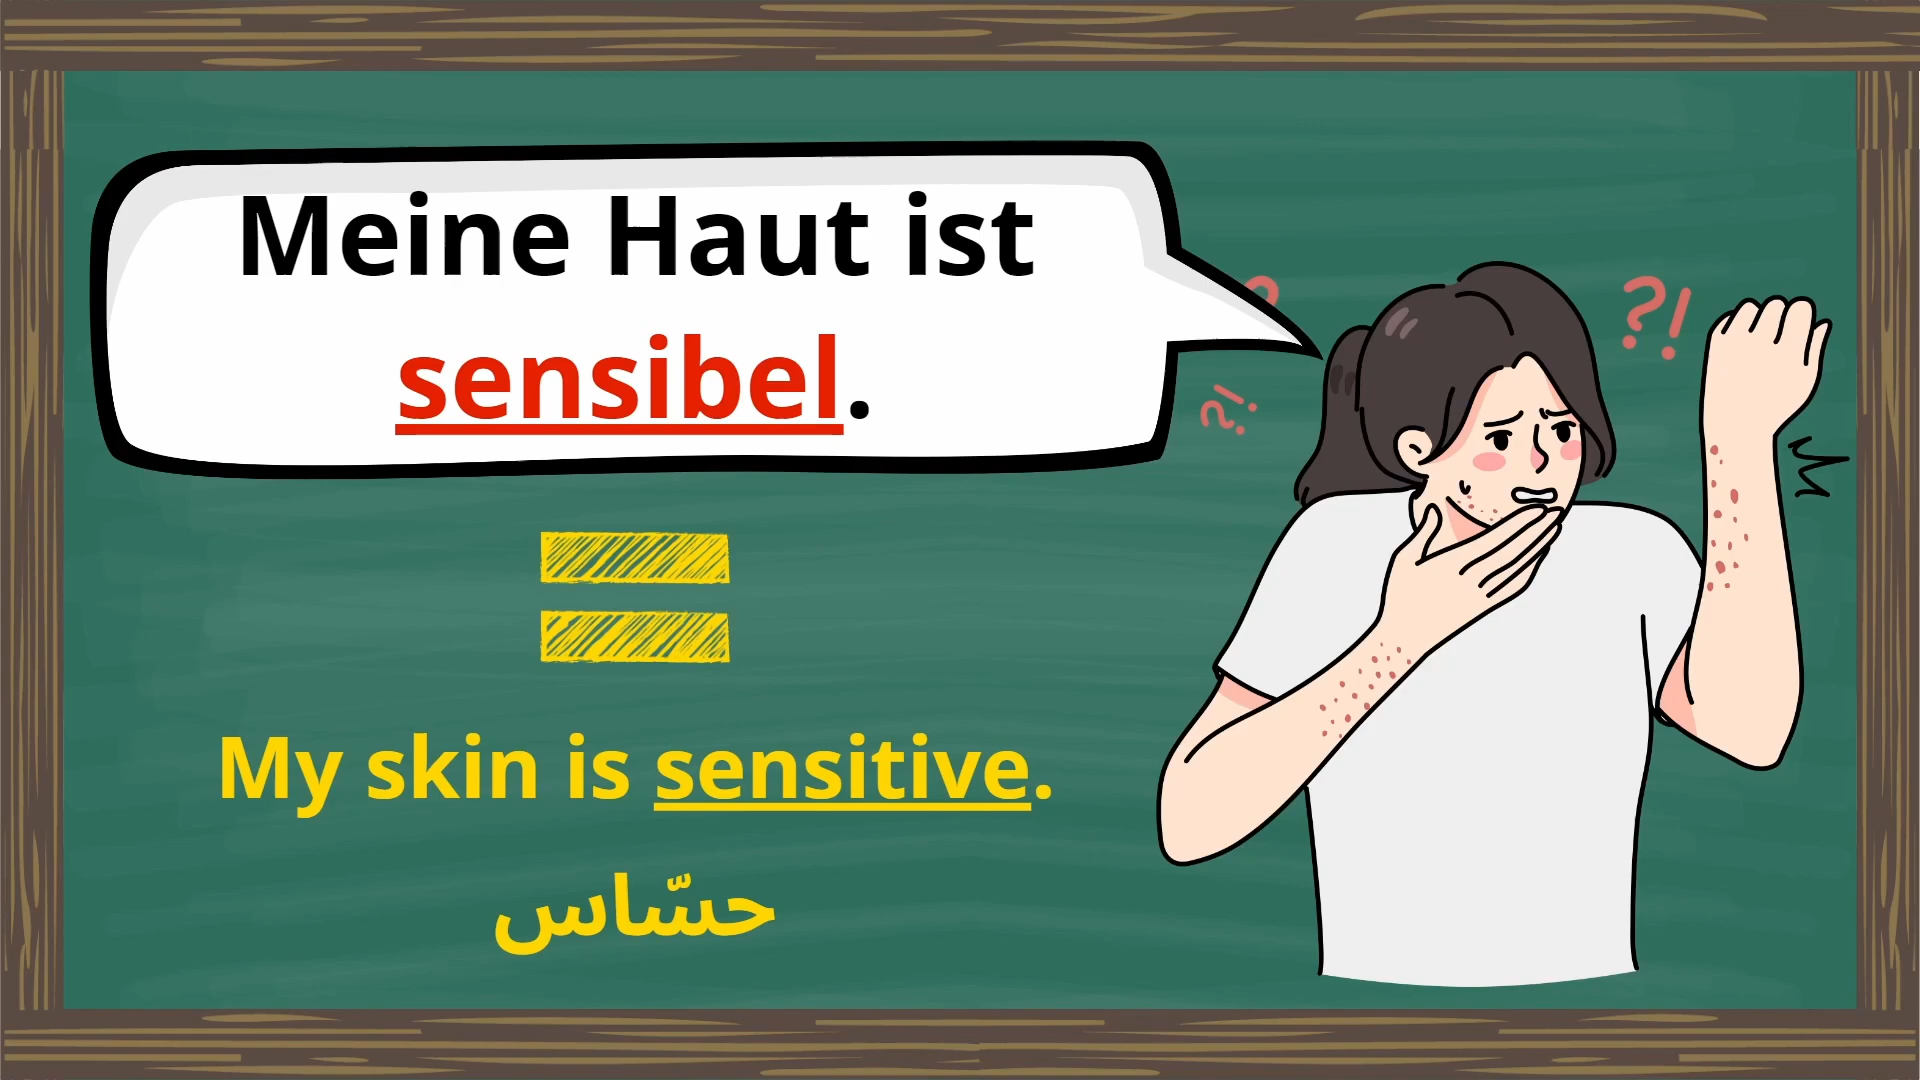 Meine Haut ist
sensibel.
?
?!
?!
My skin is sensitive.
حسّاس